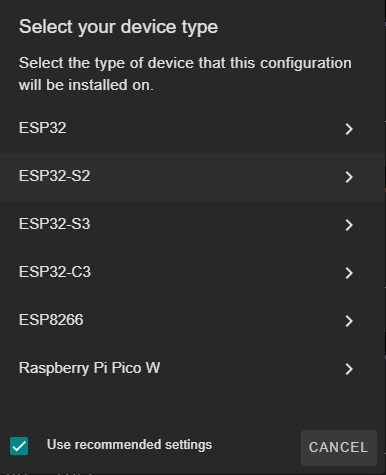 Select your device type
Select the type of device that this configuration
will be installed on.
ESP32
ESP32-S2
ESP32-S3
ESP32-C3
ESP8266
Raspberry Pi Pico W
Use recommended settings
CANCEL